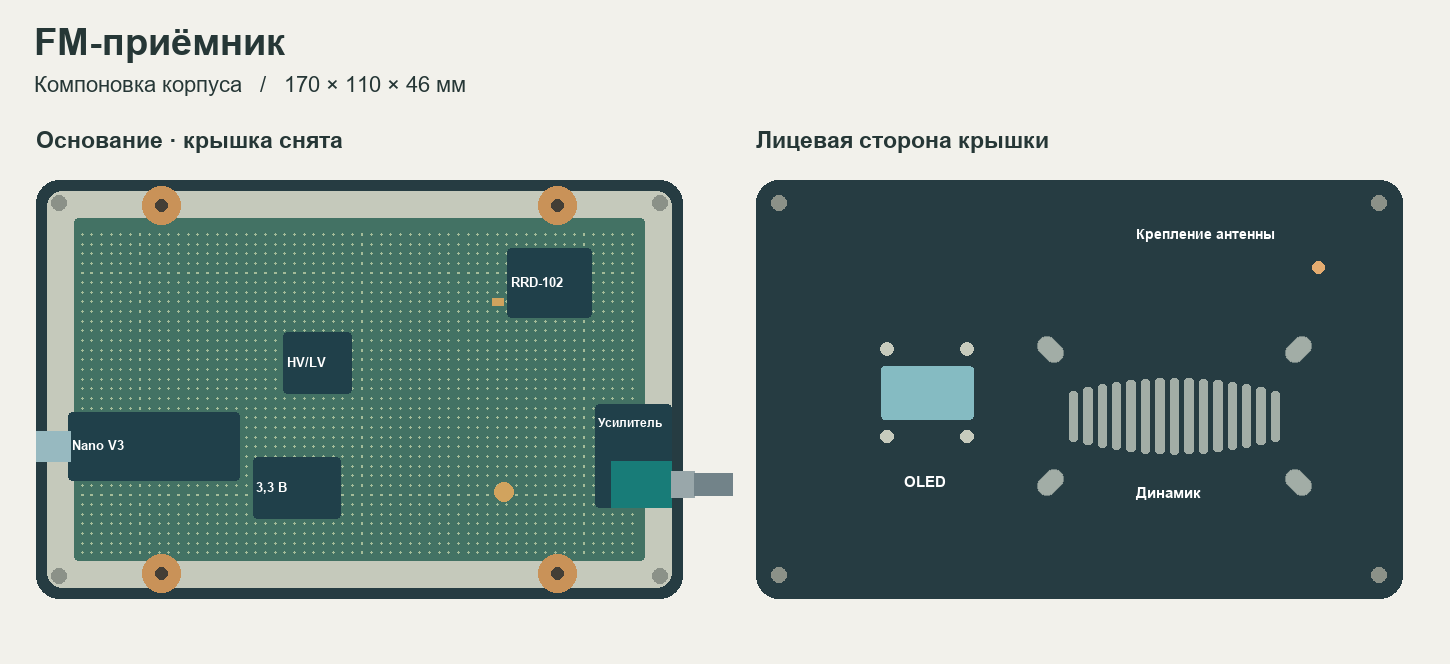 FM-приёмник
Компоновка корпуса / 170 × 110 × 46 мм
Основание · крышка снята
Лицевая сторона крышки
RRD-102
HV/LV
Усилитель
Nano V3
3,3 В
Крепление антенны
OLED
Динамик